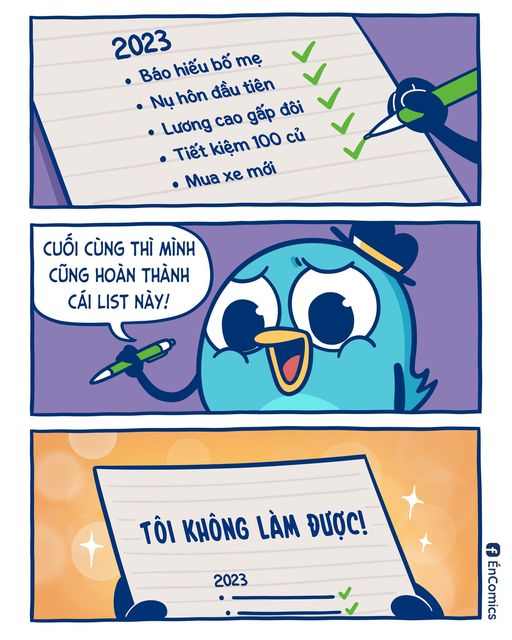 2023
• Báo hiếu bố mẹ
• Nụ hôn đầu tiên
• Lương cao gấp đôi
• Tiết kiệm 100 củ
• Mua xe mới
CUỐI CÙNG THÌ MÌNH
CŨNG HOÀN THÀNH
CÁI LIST NÀY!
TÔI KHÔNG LÀM ĐƯỢC!
2023
ÉnComics